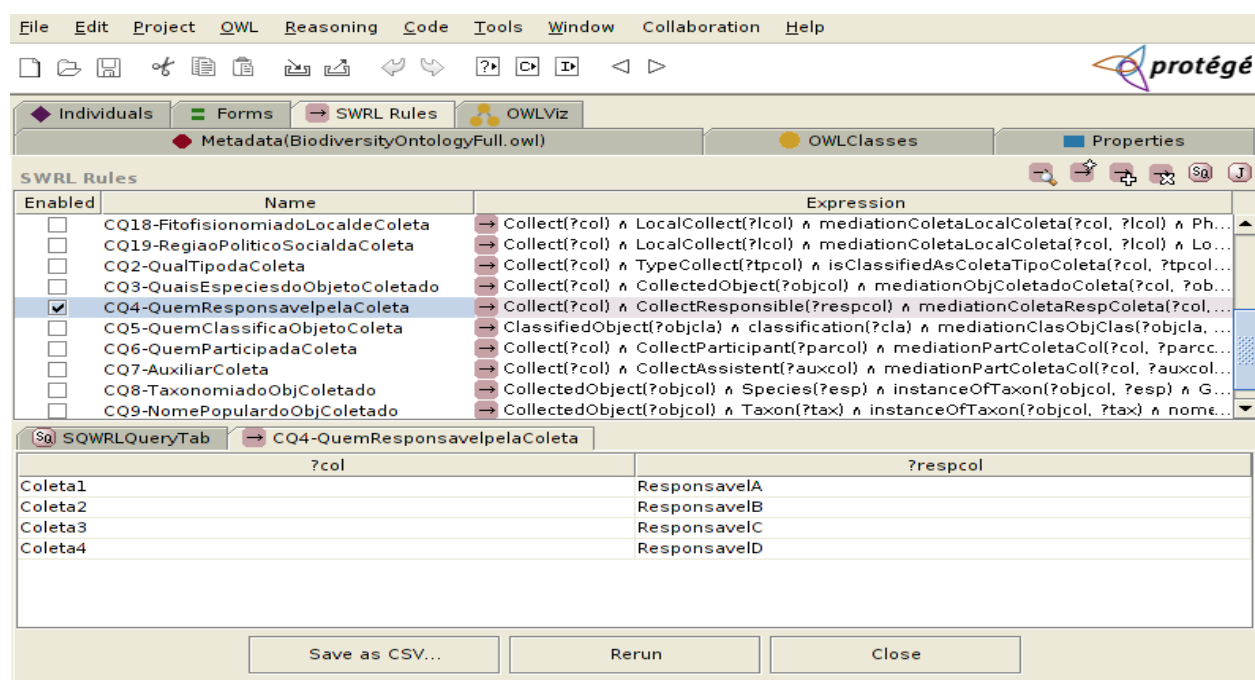 File Edit Project OWL Reasoning Code Tools Window Collaboration Help
protégé
Individuals Forms SWRL Rules OWLViz
Metadata(BiodiversityOntologyFull.owl) OWLClasses Properties
SWRL Rules
Enabled Name Expression
CQ18-FitofisionomiadoLocaldeColeta → Collect(?col) ∧ LocalCollect(?lcol) ∧ mediationColetaLocalColeta(?col, ?lcol) ∧ Ph...
CQ19-RegiaoPoliticoSocialdaColeta → Collect(?col) ∧ LocalCollect(?lcol) ∧ mediationColetaLocalColeta(?col, ?lcol) ∧ Lo...
CQ2-QualTipodaColeta → Collect(?col) ∧ TypeCollect(?tpcol) ∧ isClassifiedAsColetaTipoColeta(?col, ?tpcol...
CQ3-QuaisEspeciesdoObjetoColetado → Collect(?col) ∧ CollectedObject(?objcol) ∧ mediationObjColetadoColeta(?col, ?ob...
CQ4-QuemResponsavelpelaColeta → Collect(?col) ∧ CollectResponsible(?respcol) ∧ mediationColetaRespColeta(?col, ...
CQ5-QuemClassificaObjetoColeta → ClassifiedObject(?objcla) ∧ classification(?cla) ∧ mediationClasObjClas(?objcla, ...
CQ6-QuemParticipadaColeta → Collect(?col) ∧ CollectParticipant(?parcol) ∧ mediationPartColetaCol(?col, ?parcc...
CQ7-AuxiliarColeta → Collect(?col) ∧ CollectAssistent(?auxcol) ∧ mediationPartColetaCol(?col, ?auxcol...
CQ8-TaxonomiadoObjColetado → CollectedObject(?objcol) ∧ Species(?esp) ∧ instanceOfTaxon(?objcol, ?esp) ∧ G...
CQ9-NomePopulardoObjColetado → CollectedObject(?objcol) ∧ Taxon(?tax) ∧ instanceOfTaxon(?objcol, ?tax) ∧ nome...
SQ SQWRLQueryTab → CQ4-QuemResponsavelpelaColeta
?col ?respcol
Coleta1 ResponsavelA
Coleta2 ResponsavelB
Coleta3 ResponsavelC
Coleta4 ResponsavelD
Save as CSV... Rerun Close